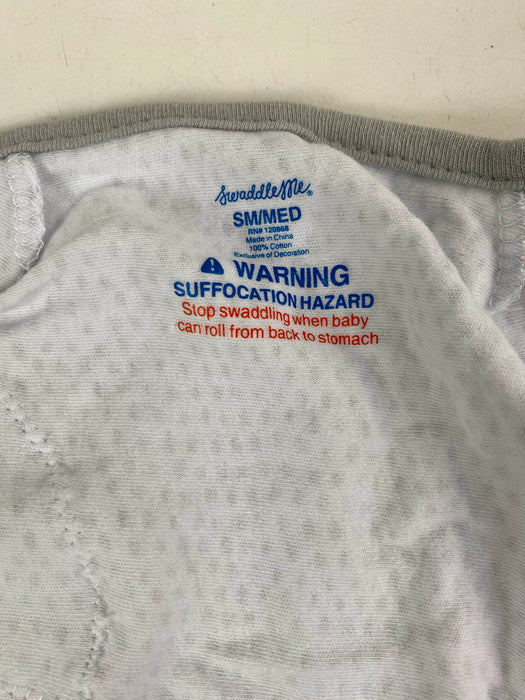 SwaddleMe®
SM/MED
RN# 120868
Made in China
100% Cotton
Exclusive of Decoration
⚠ WARNING
SUFFOCATION HAZARD
Stop swaddling when baby
can roll from back to stomach